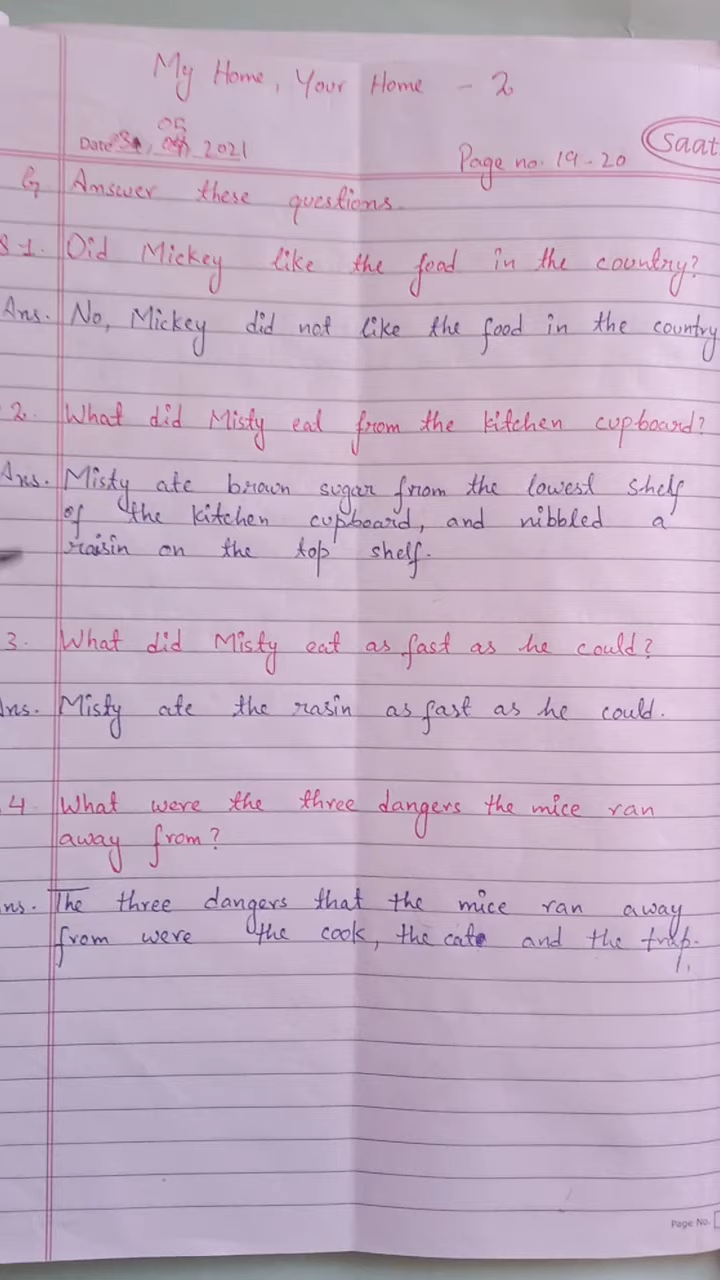 My Home, Your Home - 2
05
Date 2021
Page no. 19-20
Saat
G Answer these questions.
1. Did Mickey like the food in the country?
Ans. No, Mickey did not like the food in the country
2. What did Misty eat from the kitchen cupboard?
Ans. Misty ate brown sugar from the lowest shelf
of the kitchen cupboard, and nibbled a
raisin on the top shelf.
3. What did Misty eat as fast as he could?
Ans. Misty ate the rasin as fast as he could.
4. What were the three dangers the mice ran
away from?
ns. The three dangers that the mice ran away
from were the cook, the cat and the trap.
Page No.